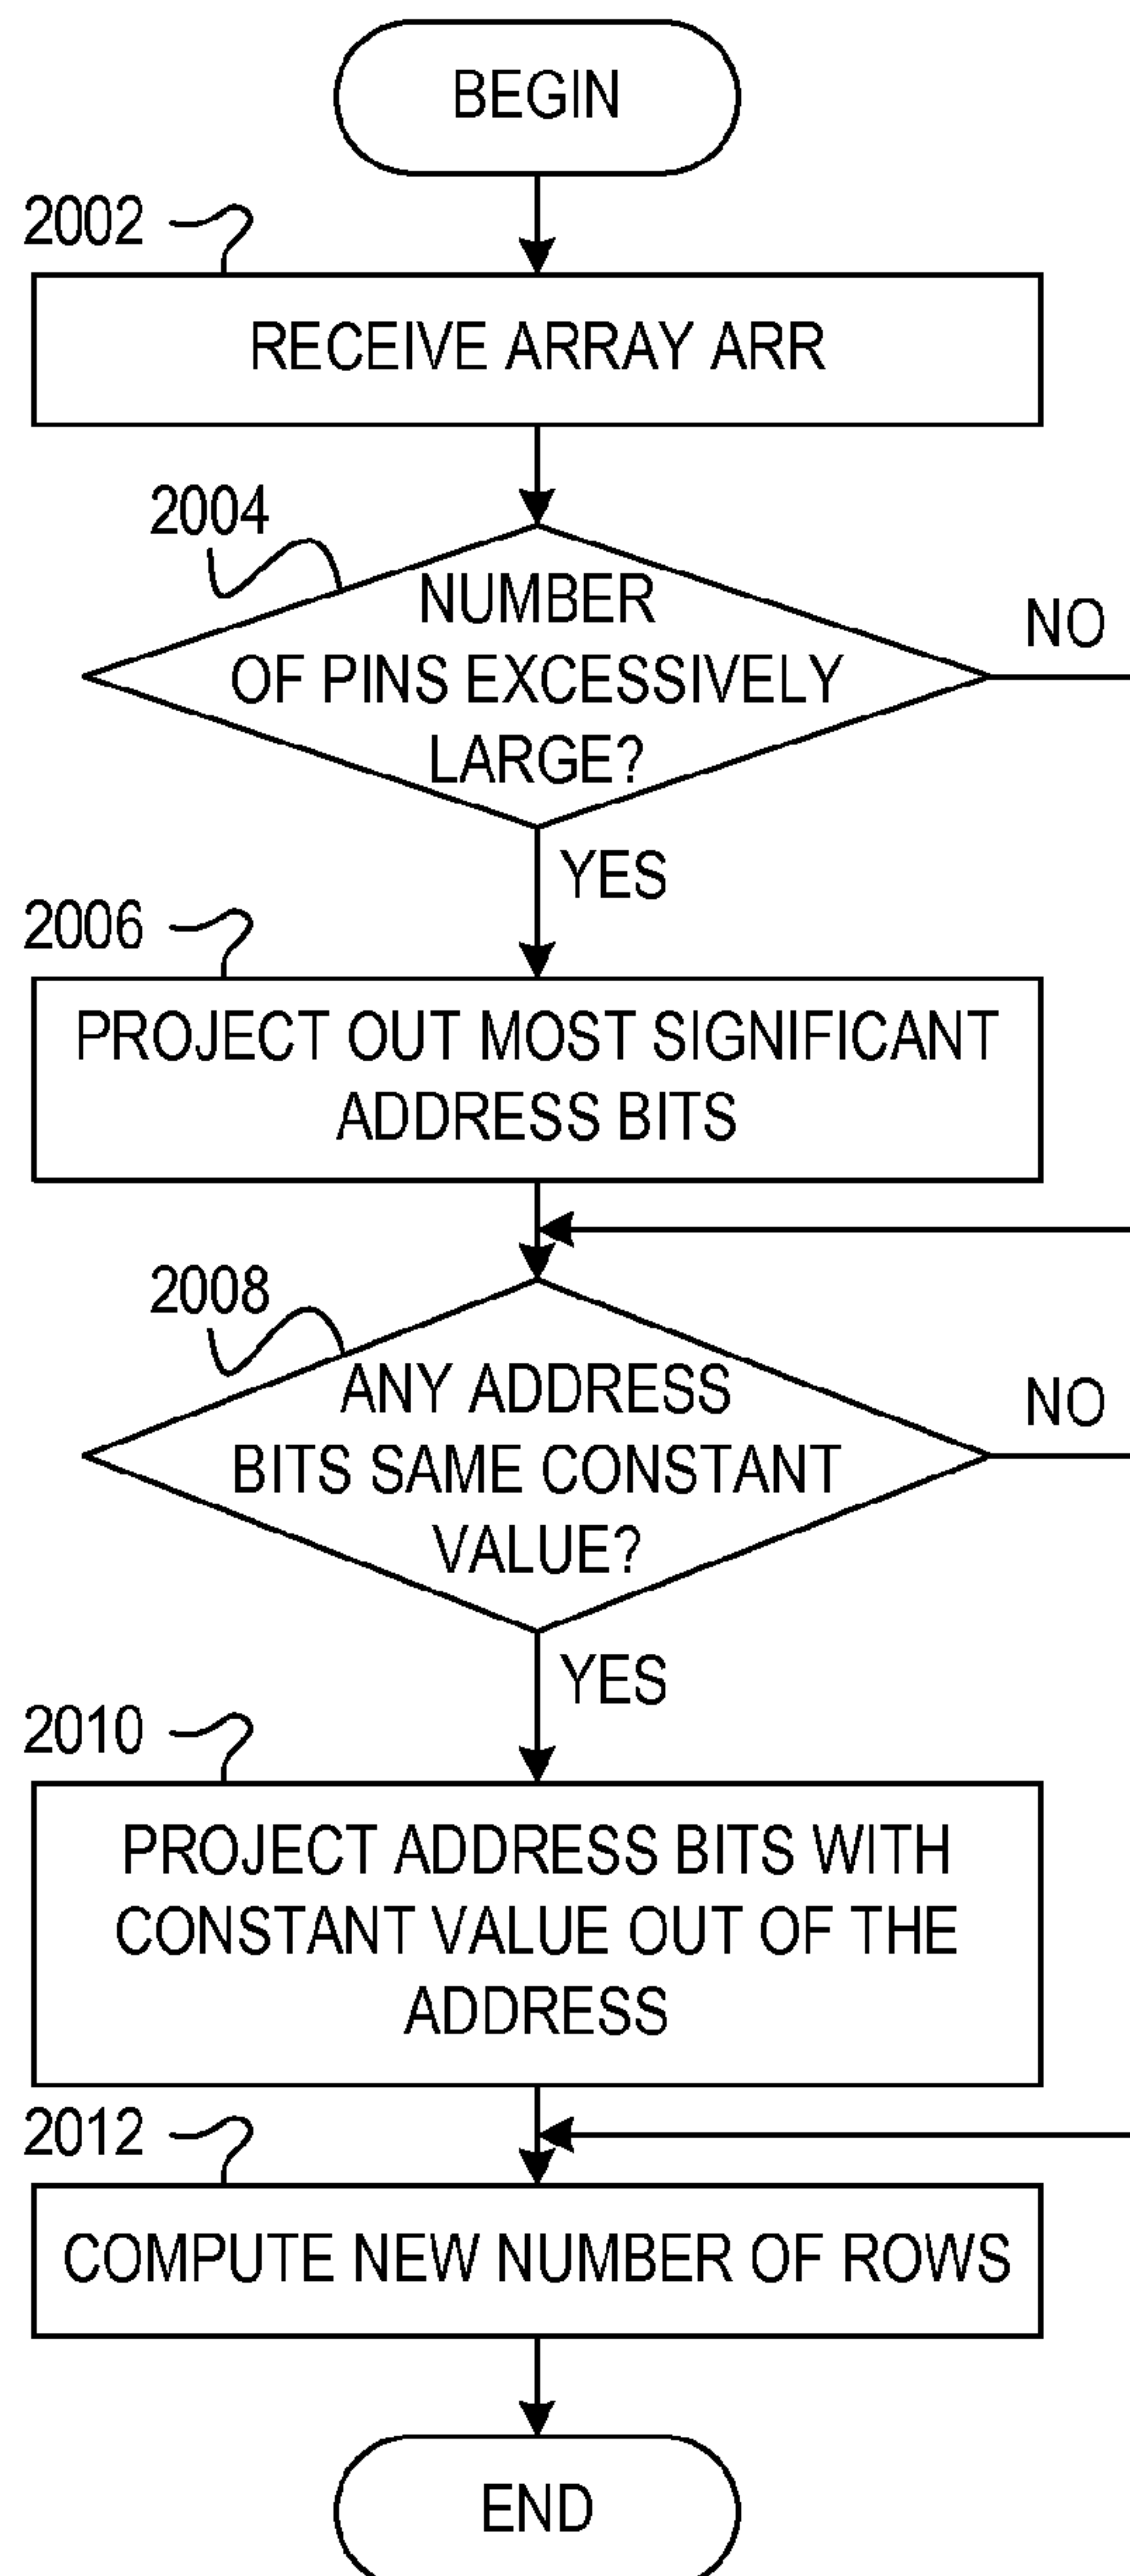 BEGIN
2002
RECEIVE ARRAY ARR
2004
NUMBER
OF PINS EXCESSIVELY
LARGE?
NO
YES
2006
PROJECT OUT MOST SIGNIFICANT
ADDRESS BITS
2008
ANY ADDRESS
BITS SAME CONSTANT
VALUE?
NO
YES
2010
PROJECT ADDRESS BITS WITH
CONSTANT VALUE OUT OF THE
ADDRESS
2012
COMPUTE NEW NUMBER OF ROWS
END